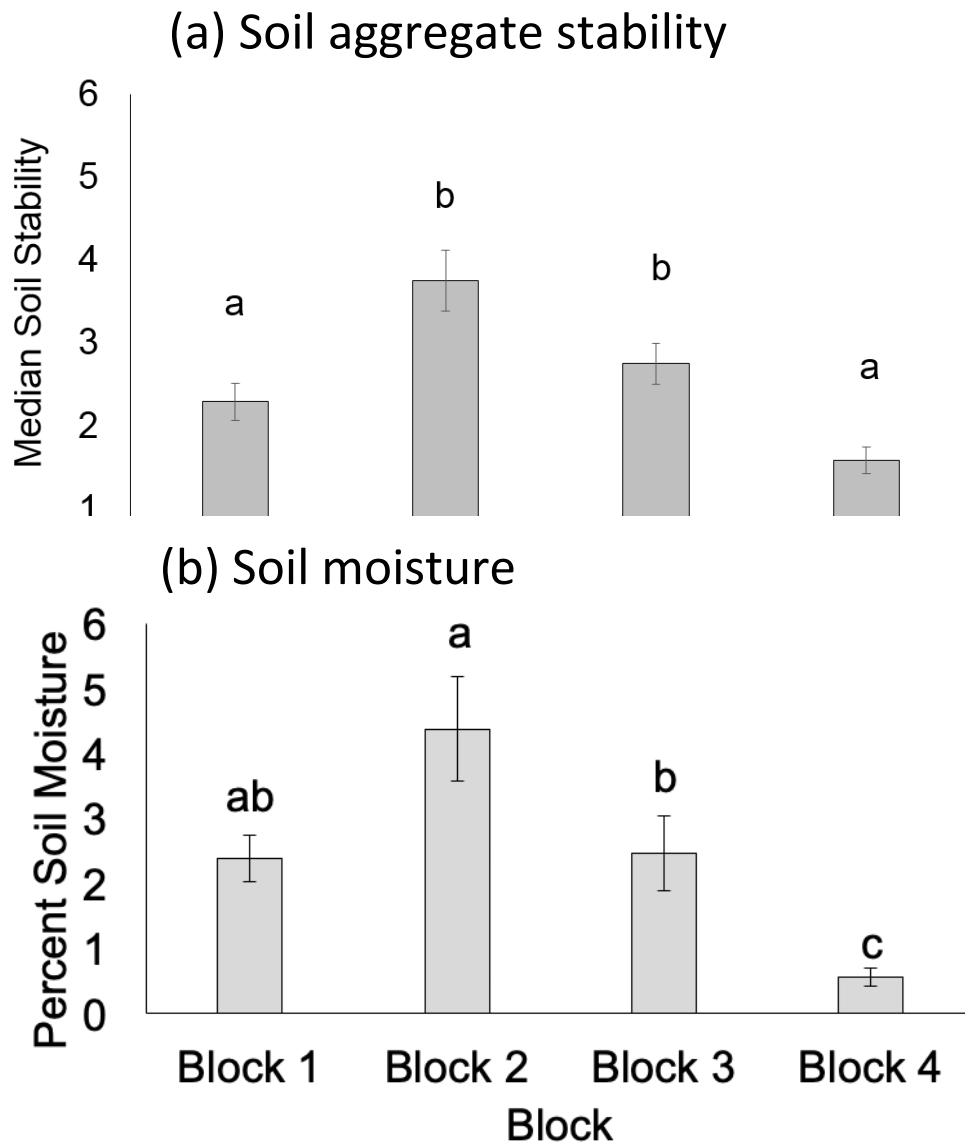 (a) Soil aggregate stability
Median Soil Stability
6
5
4
3
2
1
a
b
b
a
(b) Soil moisture
Percent Soil Moisture
6
5
4
3
2
1
0
ab
a
b
c
Block 1 Block 2 Block 3 Block 4
Block